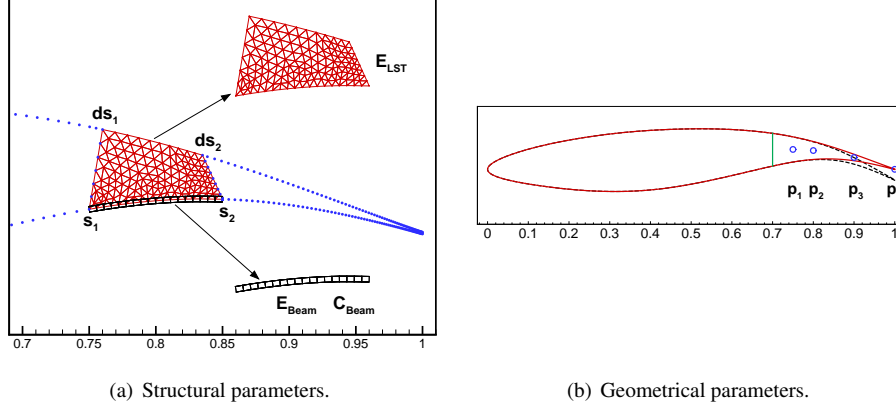 E_LST
ds_1
ds_2
s_1
s_2
E_Beam C_Beam
0.7 0.75 0.8 0.85 0.9 0.95 1
(a) Structural parameters.
p_1 p_2 p_3 p
0 0.1 0.2 0.3 0.4 0.5 0.6 0.7 0.8 0.9 1
(b) Geometrical parameters.